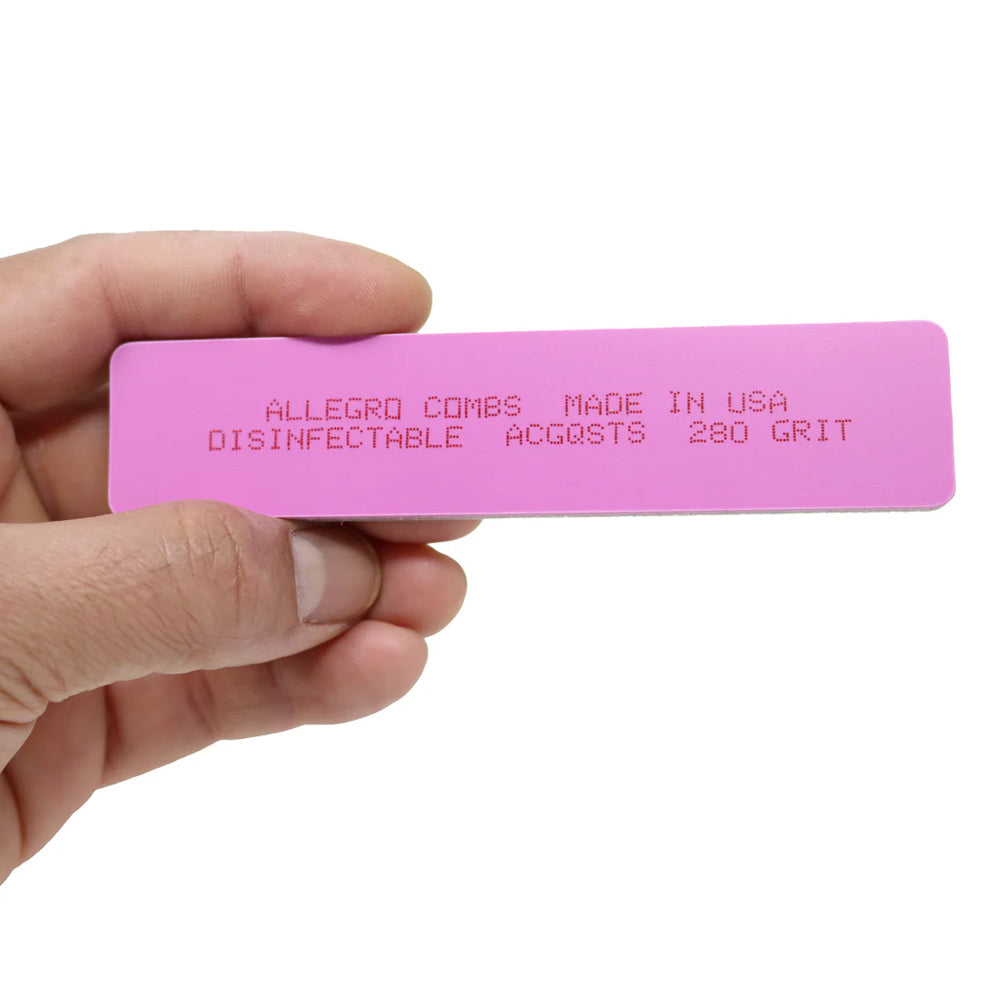 ALLEGRO COMBS MADE IN USA
DISINFECTABLE ACGQSTS 280 GRIT